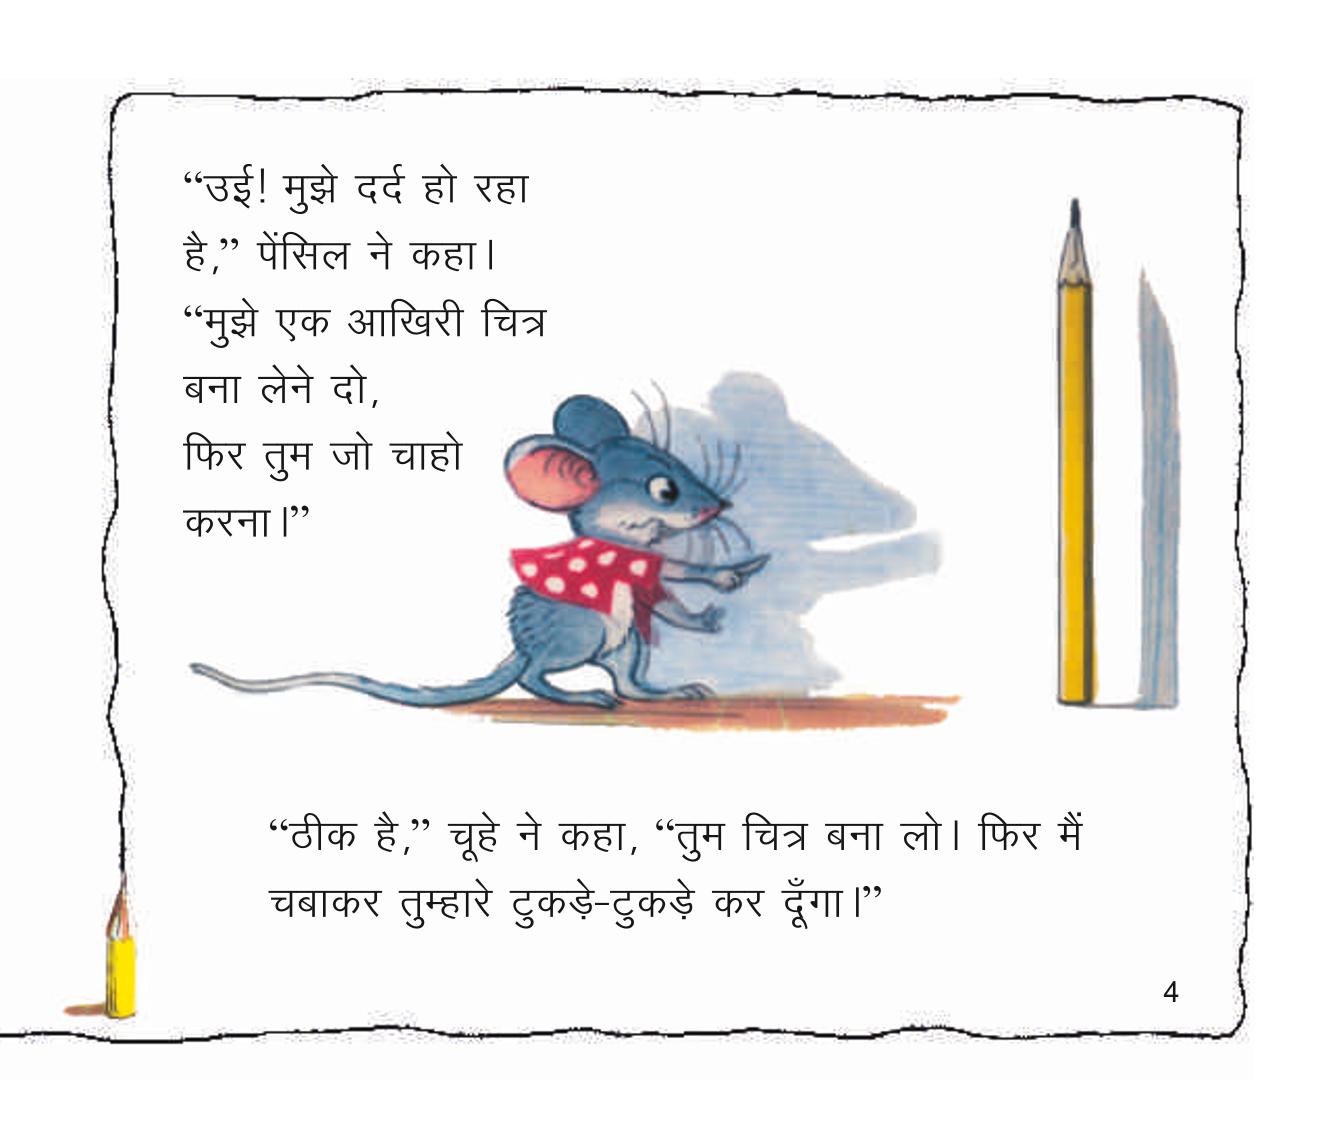 “उई! मुझे दर्द हो रहा
है,” पेंसिल ने कहा।
“मुझे एक आखिरी चित्र
बना लेने दो,
फिर तुम जो चाहो
करना।”
“ठीक है,” चूहे ने कहा, “तुम चित्र बना लो। फिर मैं
चबाकर तुम्हारे टुकड़े-टुकड़े कर दूँगा।”
4